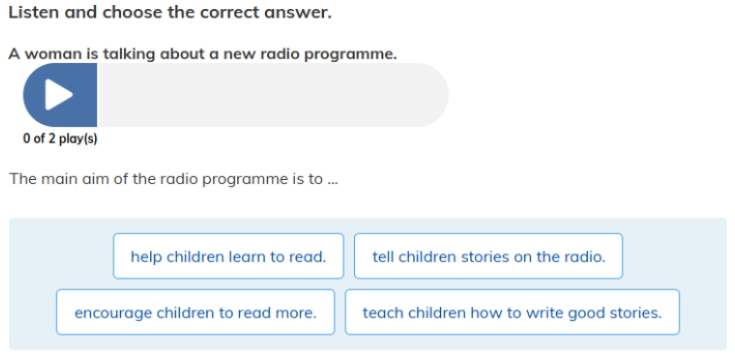 Listen and choose the correct answer.
A woman is talking about a new radio programme.
0 of 2 play(s)
The main aim of the radio programme is to ...
help children learn to read.
tell children stories on the radio.
encourage children to read more.
teach children how to write good stories.